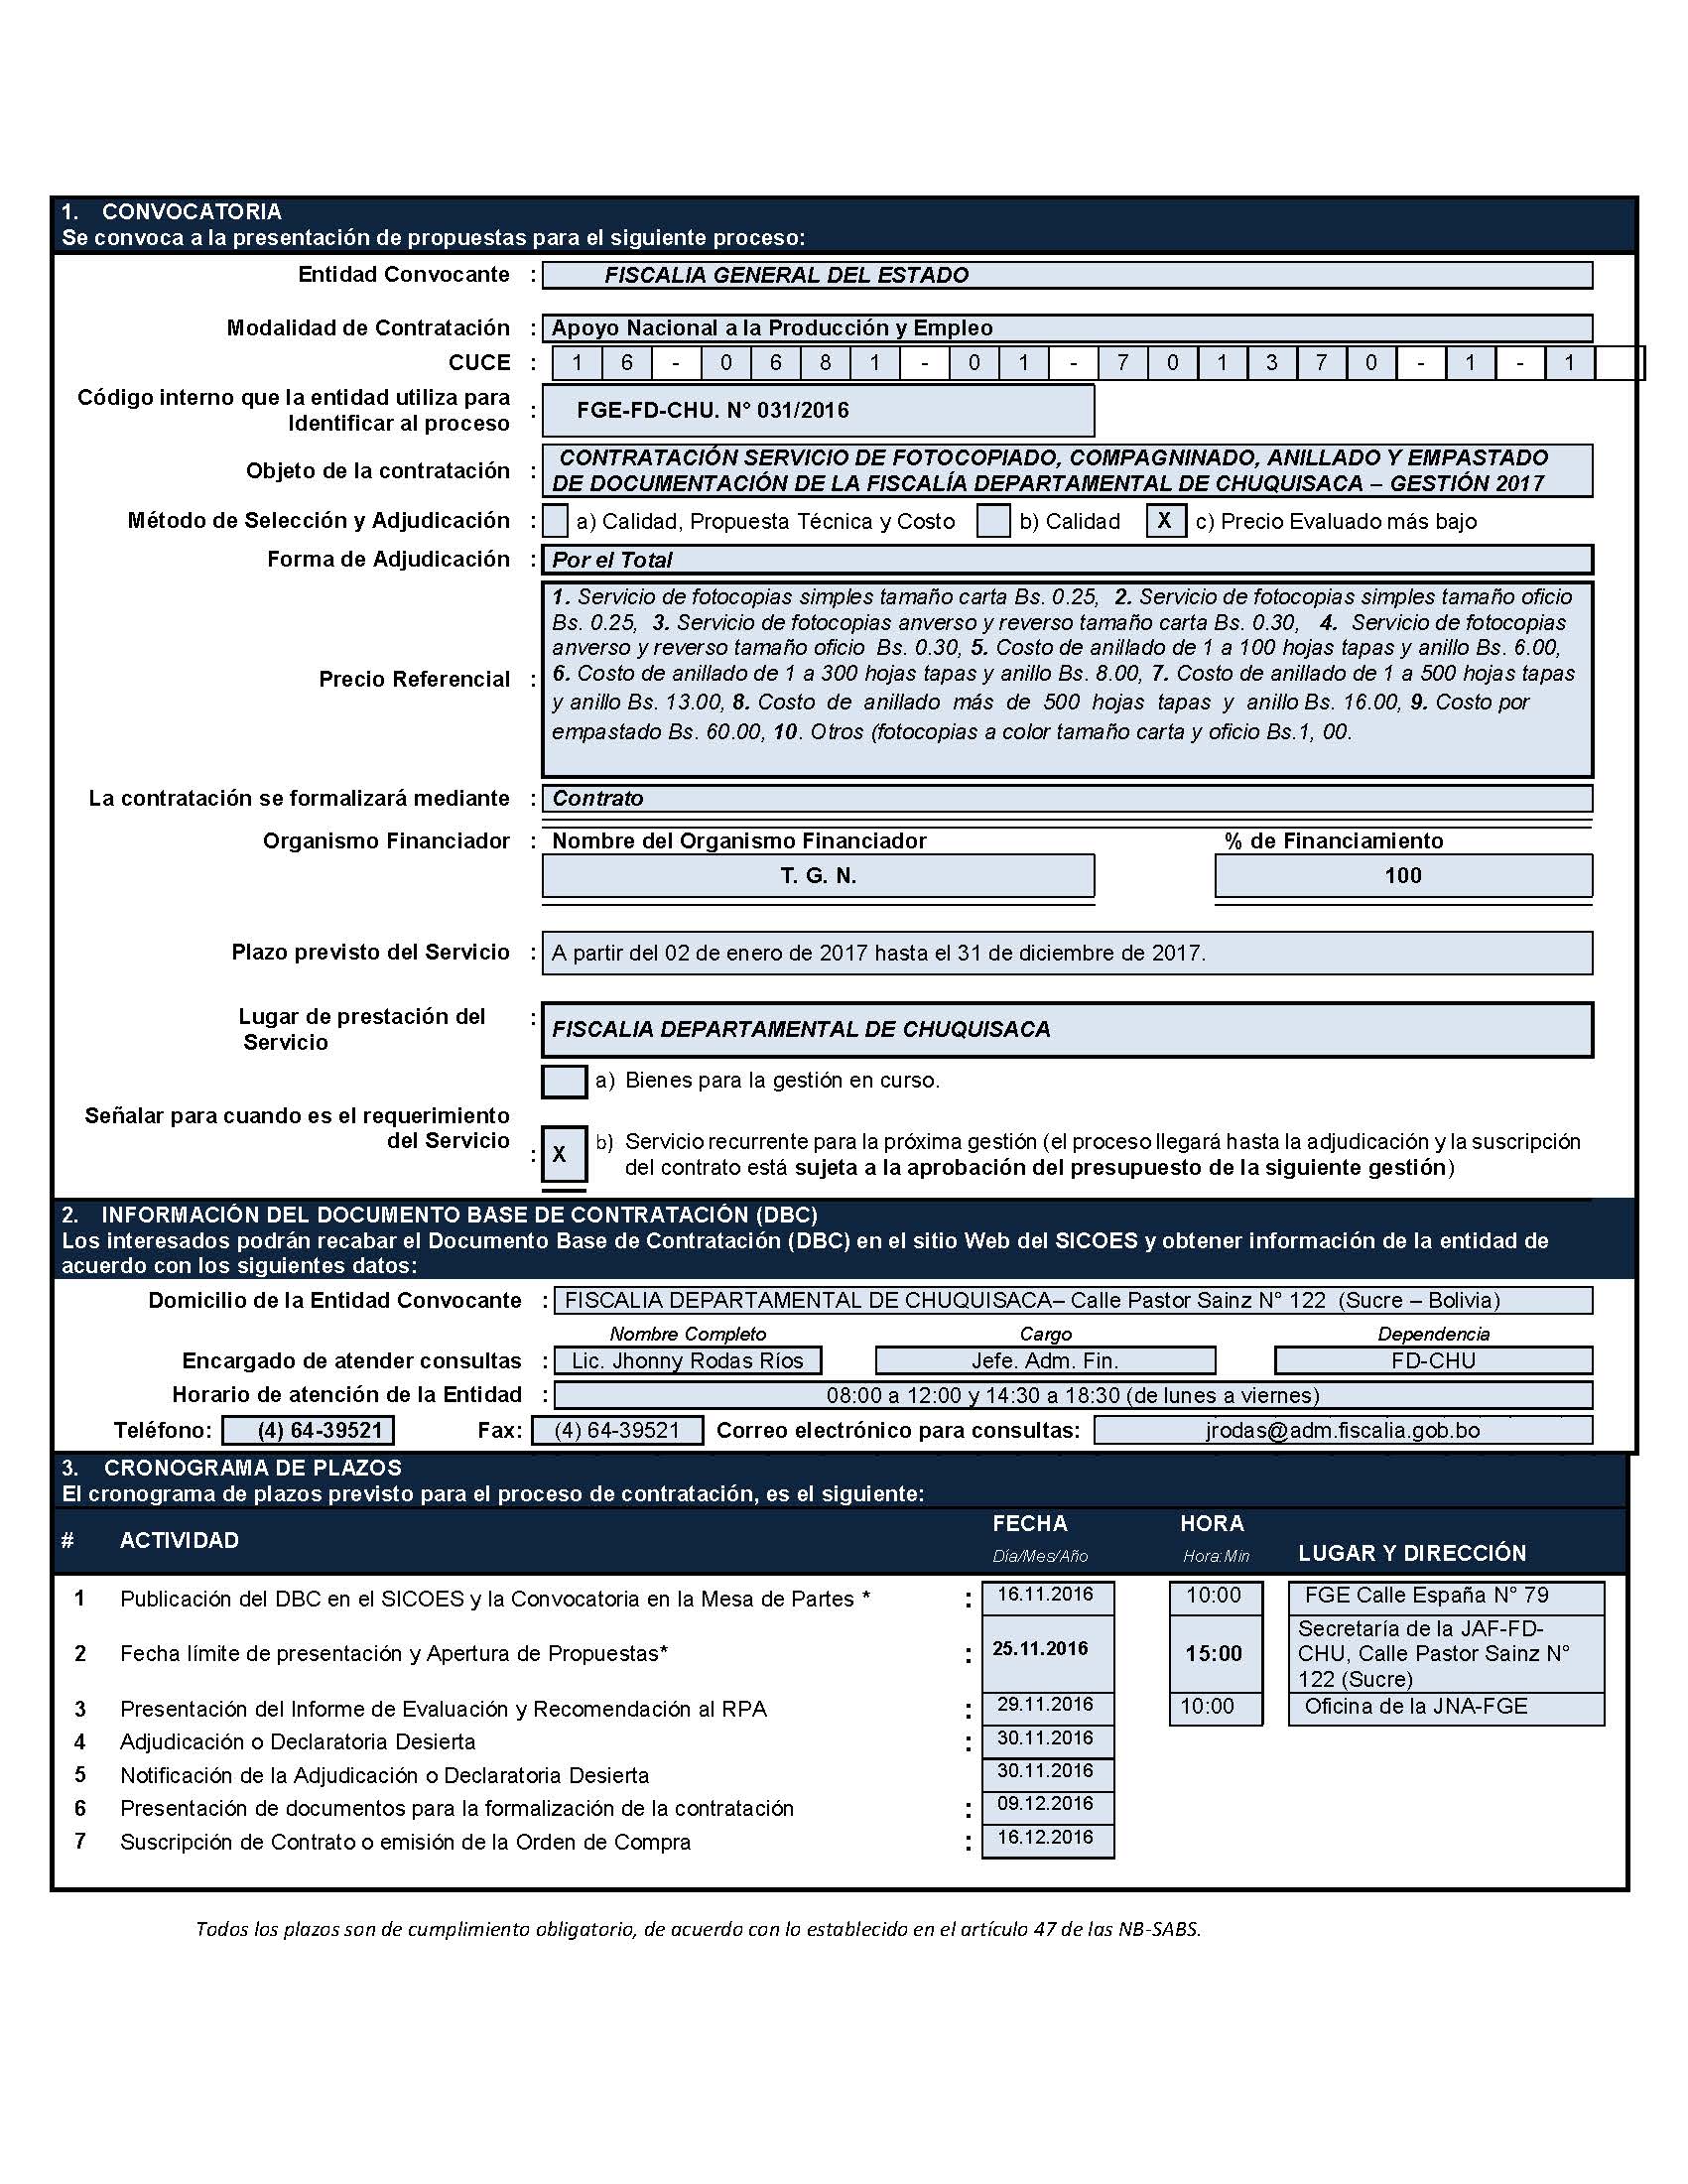 1. CONVOCATORIA
Se convoca a la presentación de propuestas para el siguiente proceso:
Entidad Convocante : FISCALIA GENERAL DEL ESTADO
Modalidad de Contratación : Apoyo Nacional a la Producción y Empleo
CUCE : 1 6 - 0 6 8 1 - 0 1 - 7 0 1 3 7 0 - 1 - 1
Código interno que la entidad utiliza para
Identificar al proceso : FGE-FD-CHU. N° 031/2016
Objeto de la contratación : CONTRATACIÓN SERVICIO DE FOTOCOPIADO, COMPAGNINADO, ANILLADO Y EMPASTADO
DE DOCUMENTACIÓN DE LA FISCALÍA DEPARTAMENTAL DE CHUQUISACA – GESTIÓN 2017
Método de Selección y Adjudicación : a) Calidad, Propuesta Técnica y Costo b) Calidad X c) Precio Evaluado más bajo
Forma de Adjudicación : Por el Total
Precio Referencial :
1. Servicio de fotocopias simples tamaño carta Bs. 0.25, 2. Servicio de fotocopias simples tamaño oficio
Bs. 0.25, 3. Servicio de fotocopias anverso y reverso tamaño carta Bs. 0.30, 4. Servicio de fotocopias
anverso y reverso tamaño oficio Bs. 0.30, 5. Costo de anillado de 1 a 100 hojas tapas y anillo Bs. 6.00,
6. Costo de anillado de 1 a 300 hojas tapas y anillo Bs. 8.00, 7. Costo de anillado de 1 a 500 hojas tapas
y anillo Bs. 13.00, 8. Costo de anillado más de 500 hojas tapas y anillo Bs. 16.00, 9. Costo por
empastado Bs. 60.00, 10. Otros (fotocopias a color tamaño carta y oficio Bs.1, 00.
La contratación se formalizará mediante : Contrato
Organismo Financiador : Nombre del Organismo Financiador % de Financiamiento
T. G. N. 100
Plazo previsto del Servicio : A partir del 02 de enero de 2017 hasta el 31 de diciembre de 2017.
Lugar de prestación del
Servicio : FISCALIA DEPARTAMENTAL DE CHUQUISACA
a) Bienes para la gestión en curso.
Señalar para cuando es el requerimiento
del Servicio : X b) Servicio recurrente para la próxima gestión (el proceso llegará hasta la adjudicación y la suscripción
del contrato está sujeta a la aprobación del presupuesto de la siguiente gestión)
2. INFORMACIÓN DEL DOCUMENTO BASE DE CONTRATACIÓN (DBC)
Los interesados podrán recabar el Documento Base de Contratación (DBC) en el sitio Web del SICOES y obtener información de la entidad de
acuerdo con los siguientes datos:
Domicilio de la Entidad Convocante : FISCALIA DEPARTAMENTAL DE CHUQUISACA– Calle Pastor Sainz N° 122 (Sucre – Bolivia)
Nombre Completo Cargo Dependencia
Encargado de atender consultas : Lic. Jhonny Rodas Ríos Jefe. Adm. Fin. FD-CHU
Horario de atención de la Entidad : 08:00 a 12:00 y 14:30 a 18:30 (de lunes a viernes)
Teléfono: (4) 64-39521 Fax: (4) 64-39521 Correo electrónico para consultas: jrodas@adm.fiscalia.gob.bo
3. CRONOGRAMA DE PLAZOS
El cronograma de plazos previsto para el proceso de contratación, es el siguiente:
# ACTIVIDAD FECHA HORA LUGAR Y DIRECCIÓN
Día/Mes/Año Hora:Min
1 Publicación del DBC en el SICOES y la Convocatoria en la Mesa de Partes * : 16.11.2016 10:00 FGE Calle España N° 79
2 Fecha límite de presentación y Apertura de Propuestas* : 25.11.2016 15:00 Secretaría de la JAF-FD-
CHU, Calle Pastor Sainz N°
122 (Sucre)
3 Presentación del Informe de Evaluación y Recomendación al RPA : 29.11.2016 10:00 Oficina de la JNA-FGE
4 Adjudicación o Declaratoria Desierta : 30.11.2016
5 Notificación de la Adjudicación o Declaratoria Desierta 30.11.2016
6 Presentación de documentos para la formalización de la contratación : 09.12.2016
7 Suscripción de Contrato o emisión de la Orden de Compra : 16.12.2016
Todos los plazos son de cumplimiento obligatorio, de acuerdo con lo establecido en el artículo 47 de las NB-SABS.